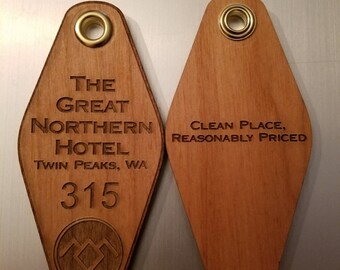 The
Great
Northern
Hotel
Twin Peaks, WA
315
Clean Place,
Reasonably Priced